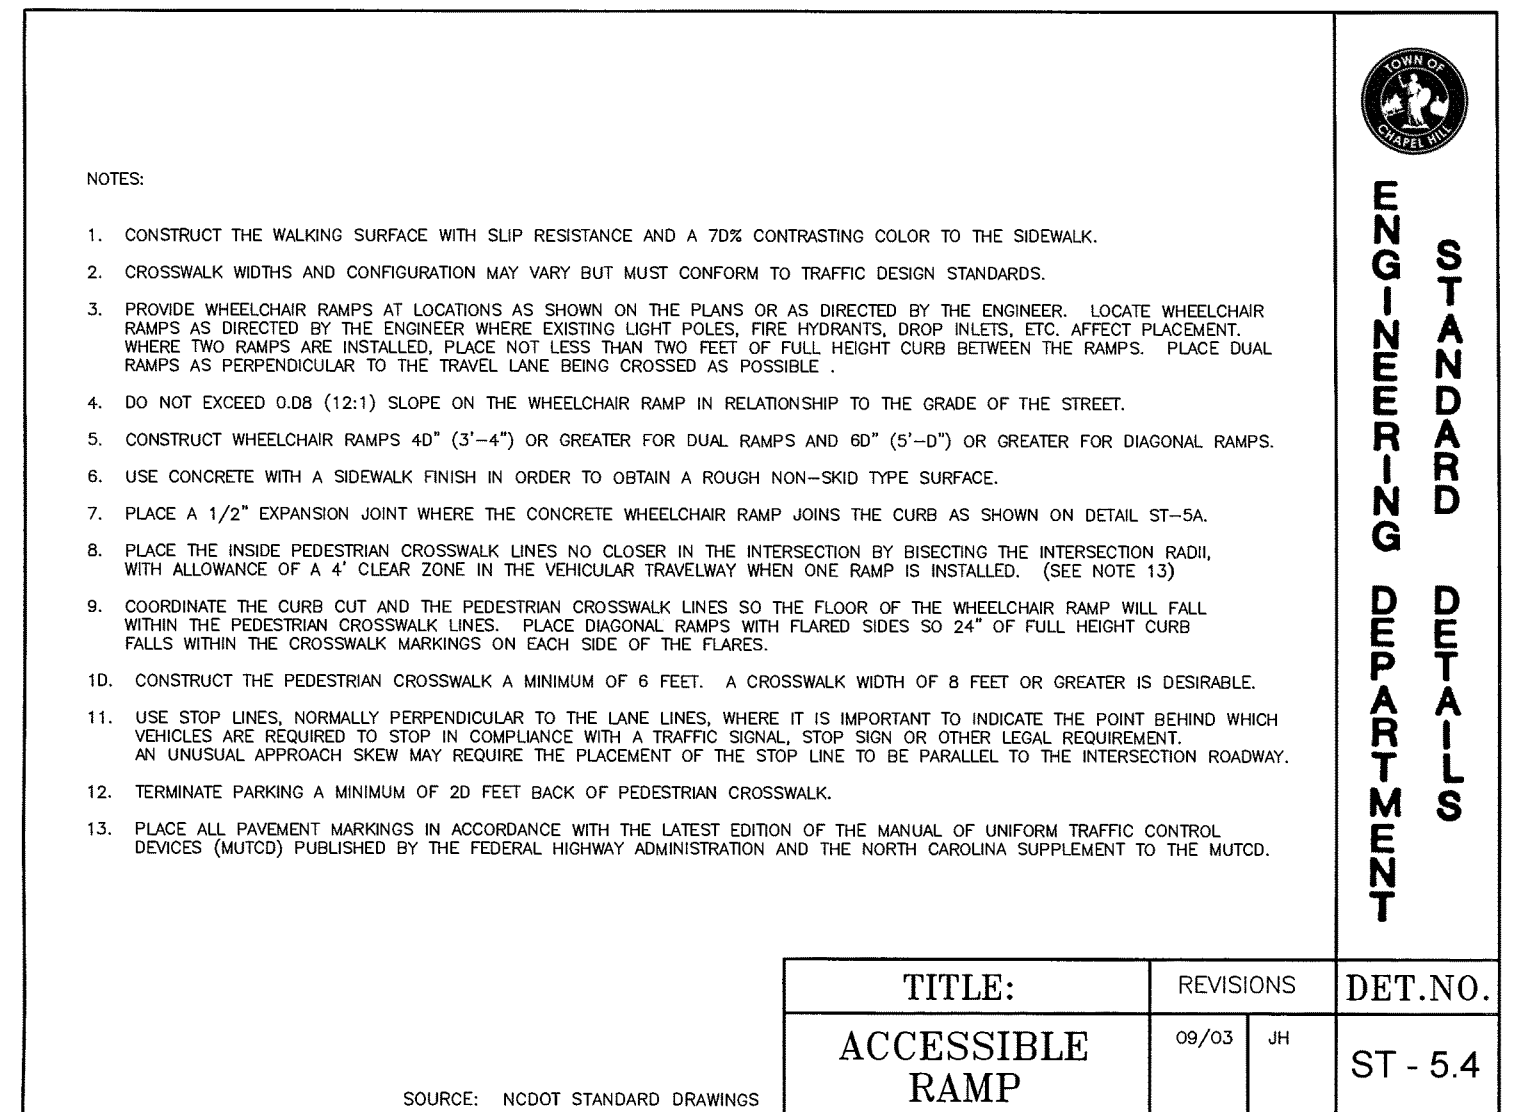 TOWN OF
CHAPEL HILL
STANDARD DETAILS
ENGINEERING DEPARTMENT
NOTES:
1. CONSTRUCT THE WALKING SURFACE WITH SLIP RESISTANCE AND A 7D% CONTRASTING COLOR TO THE SIDEWALK.
2. CROSSWALK WIDTHS AND CONFIGURATION MAY VARY BUT MUST CONFORM TO TRAFFIC DESIGN STANDARDS.
3. PROVIDE WHEELCHAIR RAMPS AT LOCATIONS AS SHOWN ON THE PLANS OR AS DIRECTED BY THE ENGINEER. LOCATE WHEELCHAIR
RAMPS AS DIRECTED BY THE ENGINEER WHERE EXISTING LIGHT POLES, FIRE HYDRANTS, DROP INLETS, ETC. AFFECT PLACEMENT.
WHERE TWO RAMPS ARE INSTALLED, PLACE NOT LESS THAN TWO FEET OF FULL HEIGHT CURB BETWEEN THE RAMPS. PLACE DUAL
RAMPS AS PERPENDICULAR TO THE TRAVEL LANE BEING CROSSED AS POSSIBLE .
4. DO NOT EXCEED 0.D8 (12:1) SLOPE ON THE WHEELCHAIR RAMP IN RELATIONSHIP TO THE GRADE OF THE STREET.
5. CONSTRUCT WHEELCHAIR RAMPS 4D" (3'-4") OR GREATER FOR DUAL RAMPS AND 6D" (5'-D") OR GREATER FOR DIAGONAL RAMPS.
6. USE CONCRETE WITH A SIDEWALK FINISH IN ORDER TO OBTAIN A ROUGH NON-SKID TYPE SURFACE.
7. PLACE A 1/2" EXPANSION JOINT WHERE THE CONCRETE WHEELCHAIR RAMP JOINS THE CURB AS SHOWN ON DETAIL ST-5A.
8. PLACE THE INSIDE PEDESTRIAN CROSSWALK LINES NO CLOSER IN THE INTERSECTION BY BISECTING THE INTERSECTION RADII,
WITH ALLOWANCE OF A 4' CLEAR ZONE IN THE VEHICULAR TRAVELWAY WHEN ONE RAMP IS INSTALLED. (SEE NOTE 13)
9. COORDINATE THE CURB CUT AND THE PEDESTRIAN CROSSWALK LINES SO THE FLOOR OF THE WHEELCHAIR RAMP WILL FALL
WITHIN THE PEDESTRIAN CROSSWALK LINES. PLACE DIAGONAL RAMPS WITH FLARED SIDES SO 24" OF FULL HEIGHT CURB
FALLS WITHIN THE CROSSWALK MARKINGS ON EACH SIDE OF THE FLARES.
1D. CONSTRUCT THE PEDESTRIAN CROSSWALK A MINIMUM OF 6 FEET. A CROSSWALK WIDTH OF 8 FEET OR GREATER IS DESIRABLE.
11. USE STOP LINES, NORMALLY PERPENDICULAR TO THE LANE LINES, WHERE IT IS IMPORTANT TO INDICATE THE POINT BEHIND WHICH
VEHICLES ARE REQUIRED TO STOP IN COMPLIANCE WITH A TRAFFIC SIGNAL, STOP SIGN OR OTHER LEGAL REQUIREMENT.
AN UNUSUAL APPROACH SKEW MAY REQUIRE THE PLACEMENT OF THE STOP LINE TO BE PARALLEL TO THE INTERSECTION ROADWAY.
12. TERMINATE PARKING A MINIMUM OF 2D FEET BACK OF PEDESTRIAN CROSSWALK.
13. PLACE ALL PAVEMENT MARKINGS IN ACCORDANCE WITH THE LATEST EDITION OF THE MANUAL OF UNIFORM TRAFFIC CONTROL
DEVICES (MUTCD) PUBLISHED BY THE FEDERAL HIGHWAY ADMINISTRATION AND THE NORTH CAROLINA SUPPLEMENT TO THE MUTCD.
SOURCE: NCDOT STANDARD DRAWINGS
TITLE:
ACCESSIBLE
RAMP
REVISIONS
09/03 JH
DET.NO.
ST - 5.4